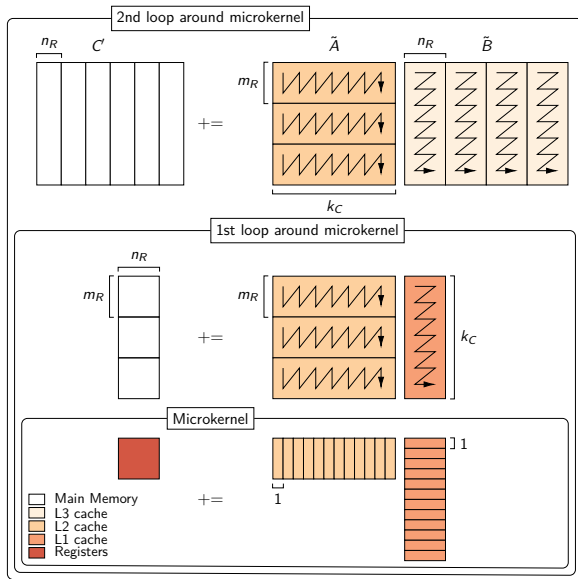 2nd loop around microkernel
n_R C′ Ã n_R B̃
m_R
+=
k_C
1st loop around microkernel
n_R
m_R m_R
+= k_C
Microkernel
1
+= 1
Main Memory
L3 cache
L2 cache
L1 cache
Registers